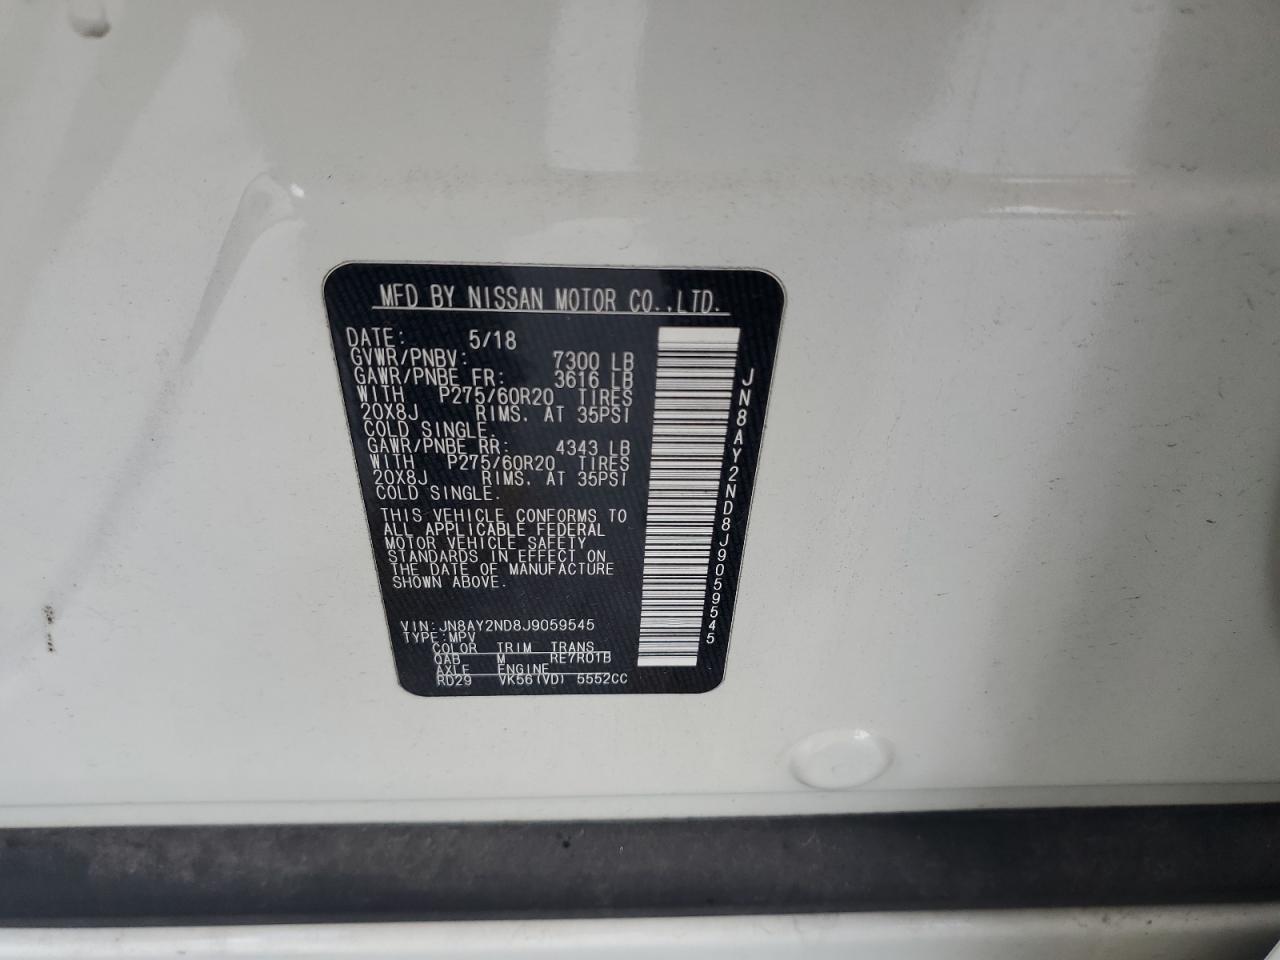 MFD BY NISSAN MOTOR CO.,LTD.
DATE: 5/18
GVWR/PNBV: 7300 LB
GAWR/PNBE FR: 3616 LB
WITH P275/60R20 TIRES
20X8J RIMS. AT 35PSI
COLD SINGLE.
GAWR/PNBE RR: 4343 LB
WITH P275/60R20 TIRES
20X8J RIMS. AT 35PSI
COLD SINGLE.
THIS VEHICLE CONFORMS TO
ALL APPLICABLE FEDERAL
MOTOR VEHICLE SAFETY
STANDARDS IN EFFECT ON
THE DATE OF MANUFACTURE
SHOWN ABOVE.
VIN: JN8AY2ND8J9059545
TYPE:MPV
COLOR TRIM TRANS
QAB M RE7R01B
AXLE ENGINE
RD29 VK56(VD) 5552CC
JN8AY2ND8J9059545